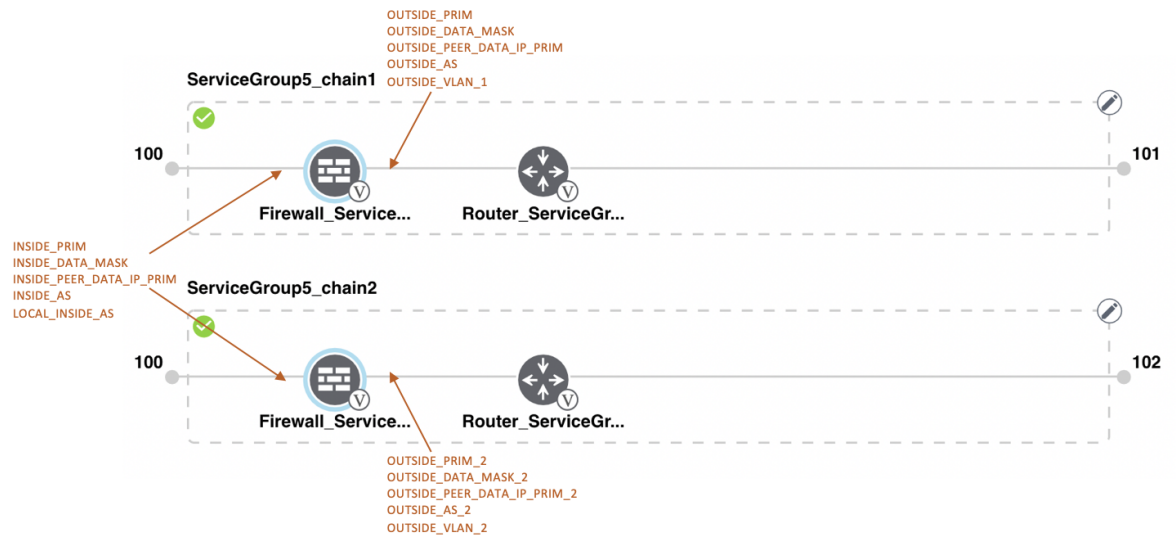 OUTSIDE_PRIM
OUTSIDE_DATA_MASK
OUTSIDE_PEER_DATA_IP_PRIM
OUTSIDE_AS
OUTSIDE_VLAN_1
ServiceGroup5_chain1
100
101
V
V
Firewall_Service...
Router_ServiceGr...
INSIDE_PRIM
INSIDE_DATA_MASK
INSIDE_PEER_DATA_IP_PRIM
INSIDE_AS
LOCAL_INSIDE_AS
ServiceGroup5_chain2
100
102
V
V
Firewall_Service...
Router_ServiceGr...
OUTSIDE_PRIM_2
OUTSIDE_DATA_MASK_2
OUTSIDE_PEER_DATA_IP_PRIM_2
OUTSIDE_AS_2
OUTSIDE_VLAN_2